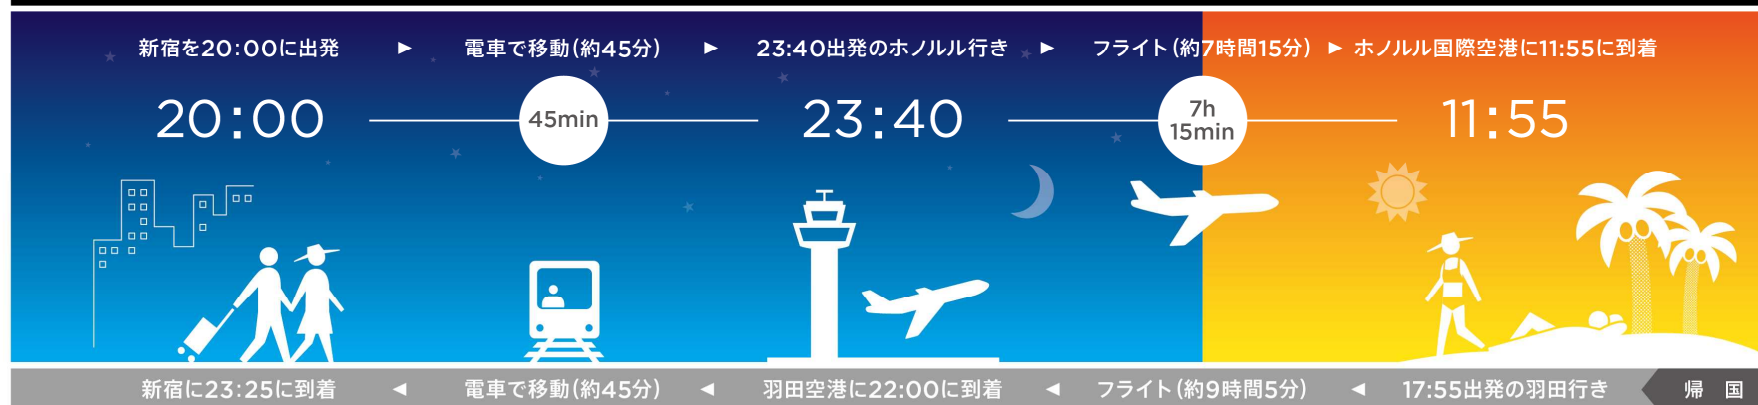 新宿を20:00に出発 ► 電車で移動(約45分) ► 23:40出発のホノルル行き ► フライト(約7時間15分) ► ホノルル国際空港に11:55に到着
20:00 45min 23:40 7h 15min 11:55
新宿に23:25に到着 ◄ 電車で移動(約45分) ◄ 羽田空港に22:00に到着 ◄ フライト(約9時間5分) ◄ 17:55出発の羽田行き 帰 国